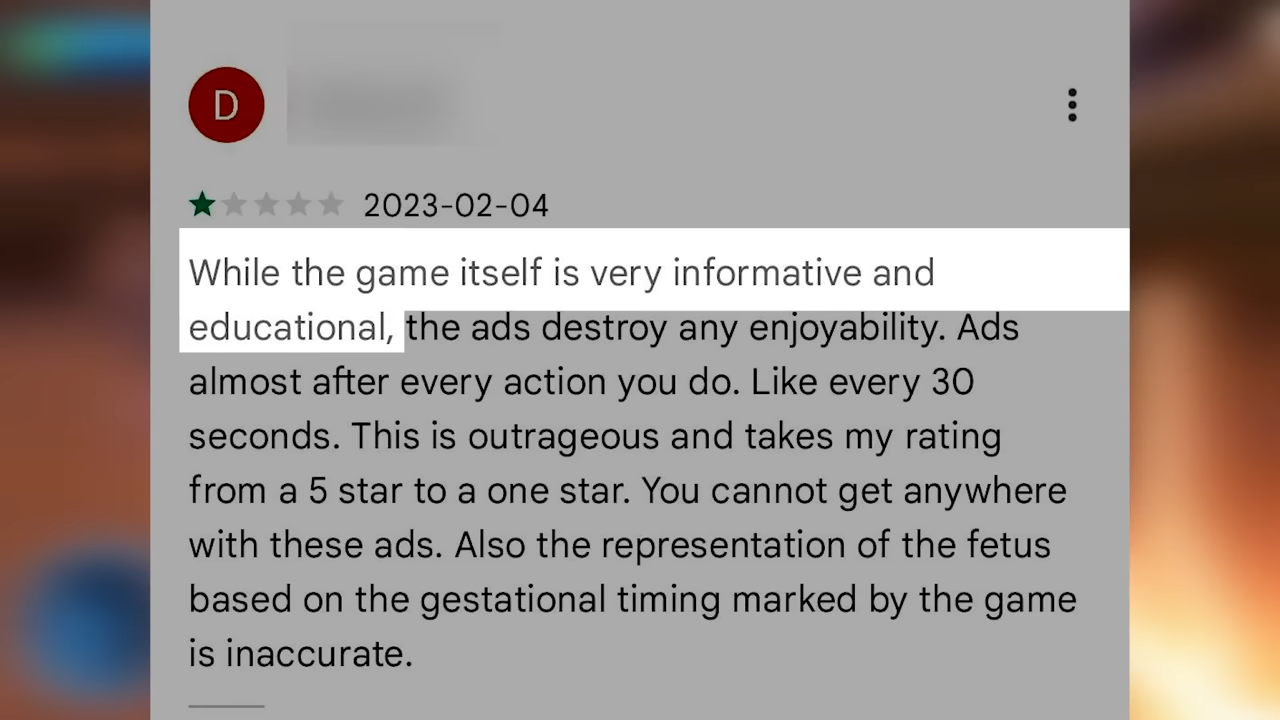 D
2023-02-04
While the game itself is very informative and
educational, the ads destroy any enjoyability. Ads
almost after every action you do. Like every 30
seconds. This is outrageous and takes my rating
from a 5 star to a one star. You cannot get anywhere
with these ads. Also the representation of the fetus
based on the gestational timing marked by the game
is inaccurate.